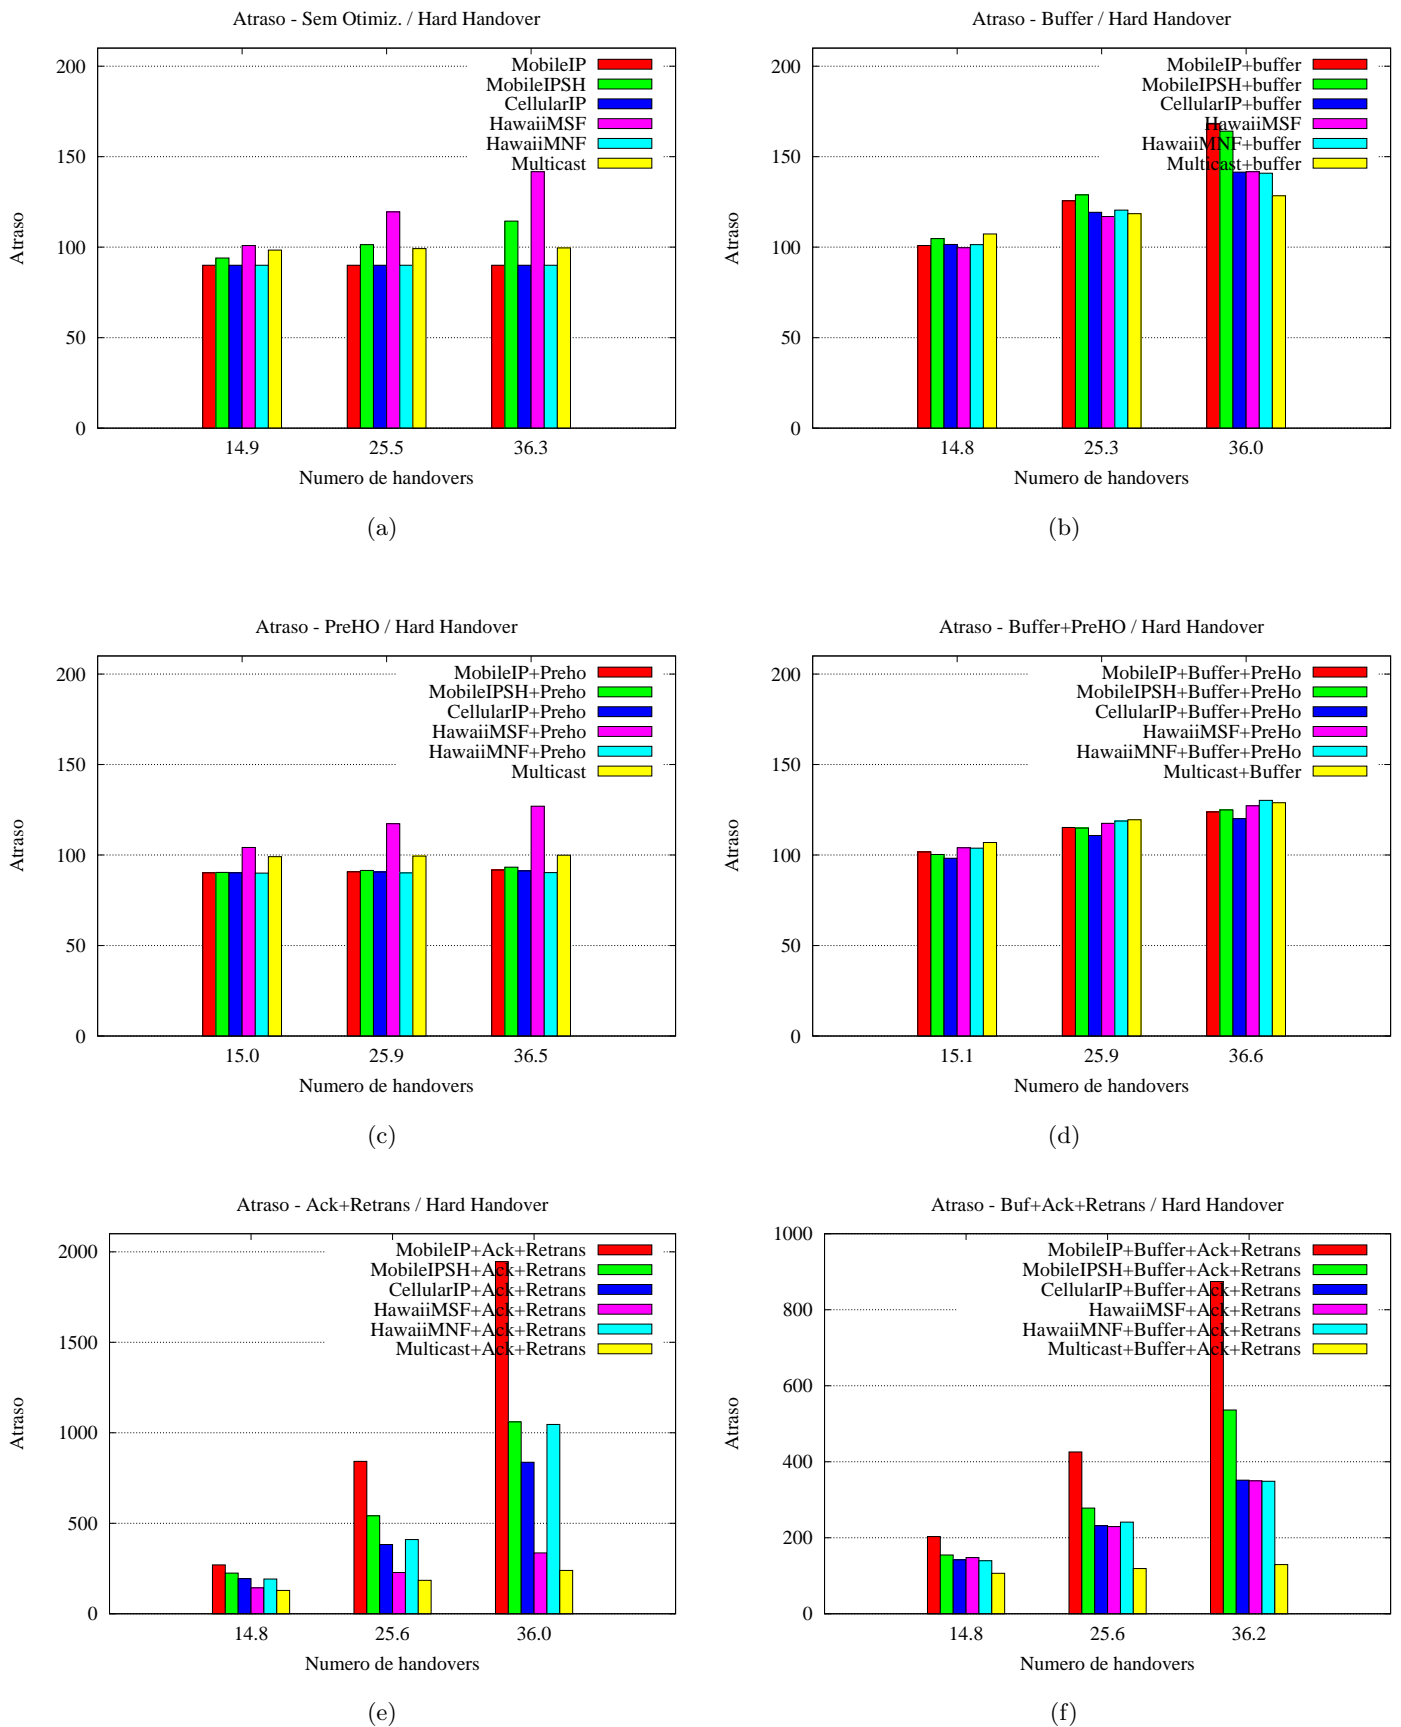 Atraso - Sem Otimiz. / Hard Handover
200
150
100
50
0
Atraso
MobileIP
MobileIPSH
CellularIP
HawaiiMSF
HawaiiMNF
Multicast
14.9 25.5 36.3
Numero de handovers
(a)
Atraso - Buffer / Hard Handover
200
150
100
50
0
Atraso
MobileIP+buffer
MobileIPSH+buffer
CellularIP+buffer
HawaiiMSF
HawaiiMNF+buffer
Multicast+buffer
14.8 25.3 36.0
Numero de handovers
(b)
Atraso - PreHO / Hard Handover
200
150
100
50
0
Atraso
MobileIP+Preho
MobileIPSH+Preho
CellularIP+Preho
HawaiiMSF+Preho
HawaiiMNF+Preho
Multicast
15.0 25.9 36.5
Numero de handovers
(c)
Atraso - Buffer+PreHO / Hard Handover
200
150
100
50
0
Atraso
MobileIP+Buffer+PreHo
MobileIPSH+Buffer+PreHo
CellularIP+Buffer+PreHo
HawaiiMSF+PreHo
HawaiiMNF+Buffer+PreHo
Multicast+Buffer
15.1 25.9 36.6
Numero de handovers
(d)
Atraso - Ack+Retrans / Hard Handover
2000
1500
1000
500
0
Atraso
MobileIP+Ack+Retrans
MobileIPSH+Ack+Retrans
CellularIP+Ack+Retrans
HawaiiMSF+Ack+Retrans
HawaiiMNF+Ack+Retrans
Multicast+Ack+Retrans
14.8 25.6 36.0
Numero de handovers
(e)
Atraso - Buf+Ack+Retrans / Hard Handover
1000
800
600
400
200
0
Atraso
MobileIP+Buffer+Ack+Retrans
MobileIPSH+Buffer+Ack+Retrans
CellularIP+Buffer+Ack+Retrans
HawaiiMSF+Ack+Retrans
HawaiiMNF+Buffer+Ack+Retrans
Multicast+Buffer+Ack+Retrans
14.8 25.6 36.2
Numero de handovers
(f)